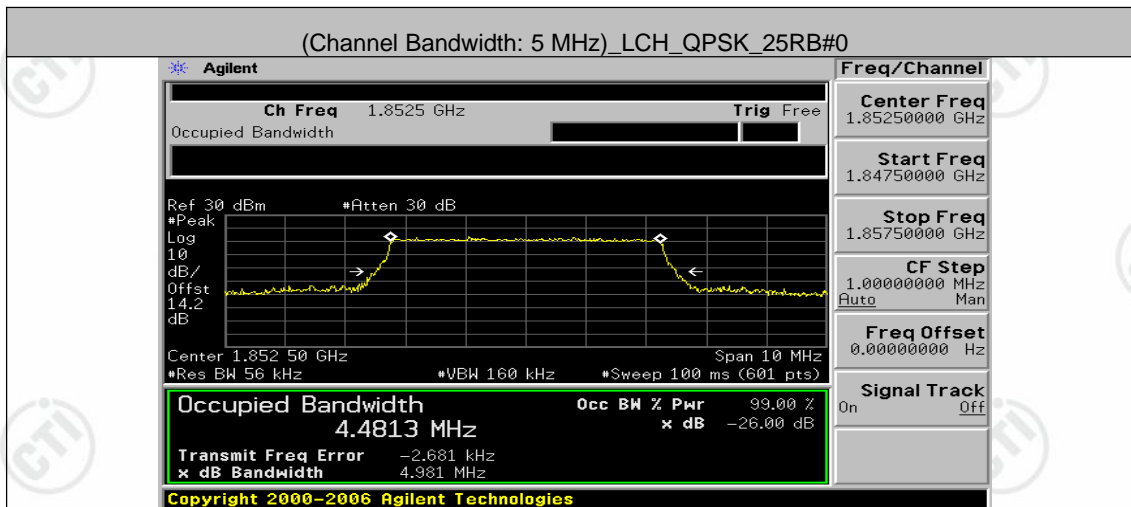 (Channel Bandwidth: 5 MHz)_LCH_QPSK_25RB#0
Agilent
Freq/Channel
Ch Freq 1.8525 GHz Trig Free
Occupied Bandwidth
Center Freq
1.85250000 GHz
Start Freq
1.84750000 GHz
Stop Freq
1.85750000 GHz
CF Step
1.00000000 MHz
Auto Man
Freq Offset
0.00000000 Hz
Signal Track
On Off
Ref 30 dBm #Atten 30 dB
#Peak
Log
10
dB/
Offst
14.2
dB
Center 1.852 50 GHz Span 10 MHz
#Res BW 56 kHz #VBW 160 kHz #Sweep 100 ms (601 pts)
Occupied Bandwidth Occ BW % Pwr 99.00 %
4.4813 MHz x dB -26.00 dB
Transmit Freq Error -2.681 kHz
x dB Bandwidth 4.981 MHz
Copyright 2000-2006 Agilent Technologies
CTI
CTI
CTI
CTI